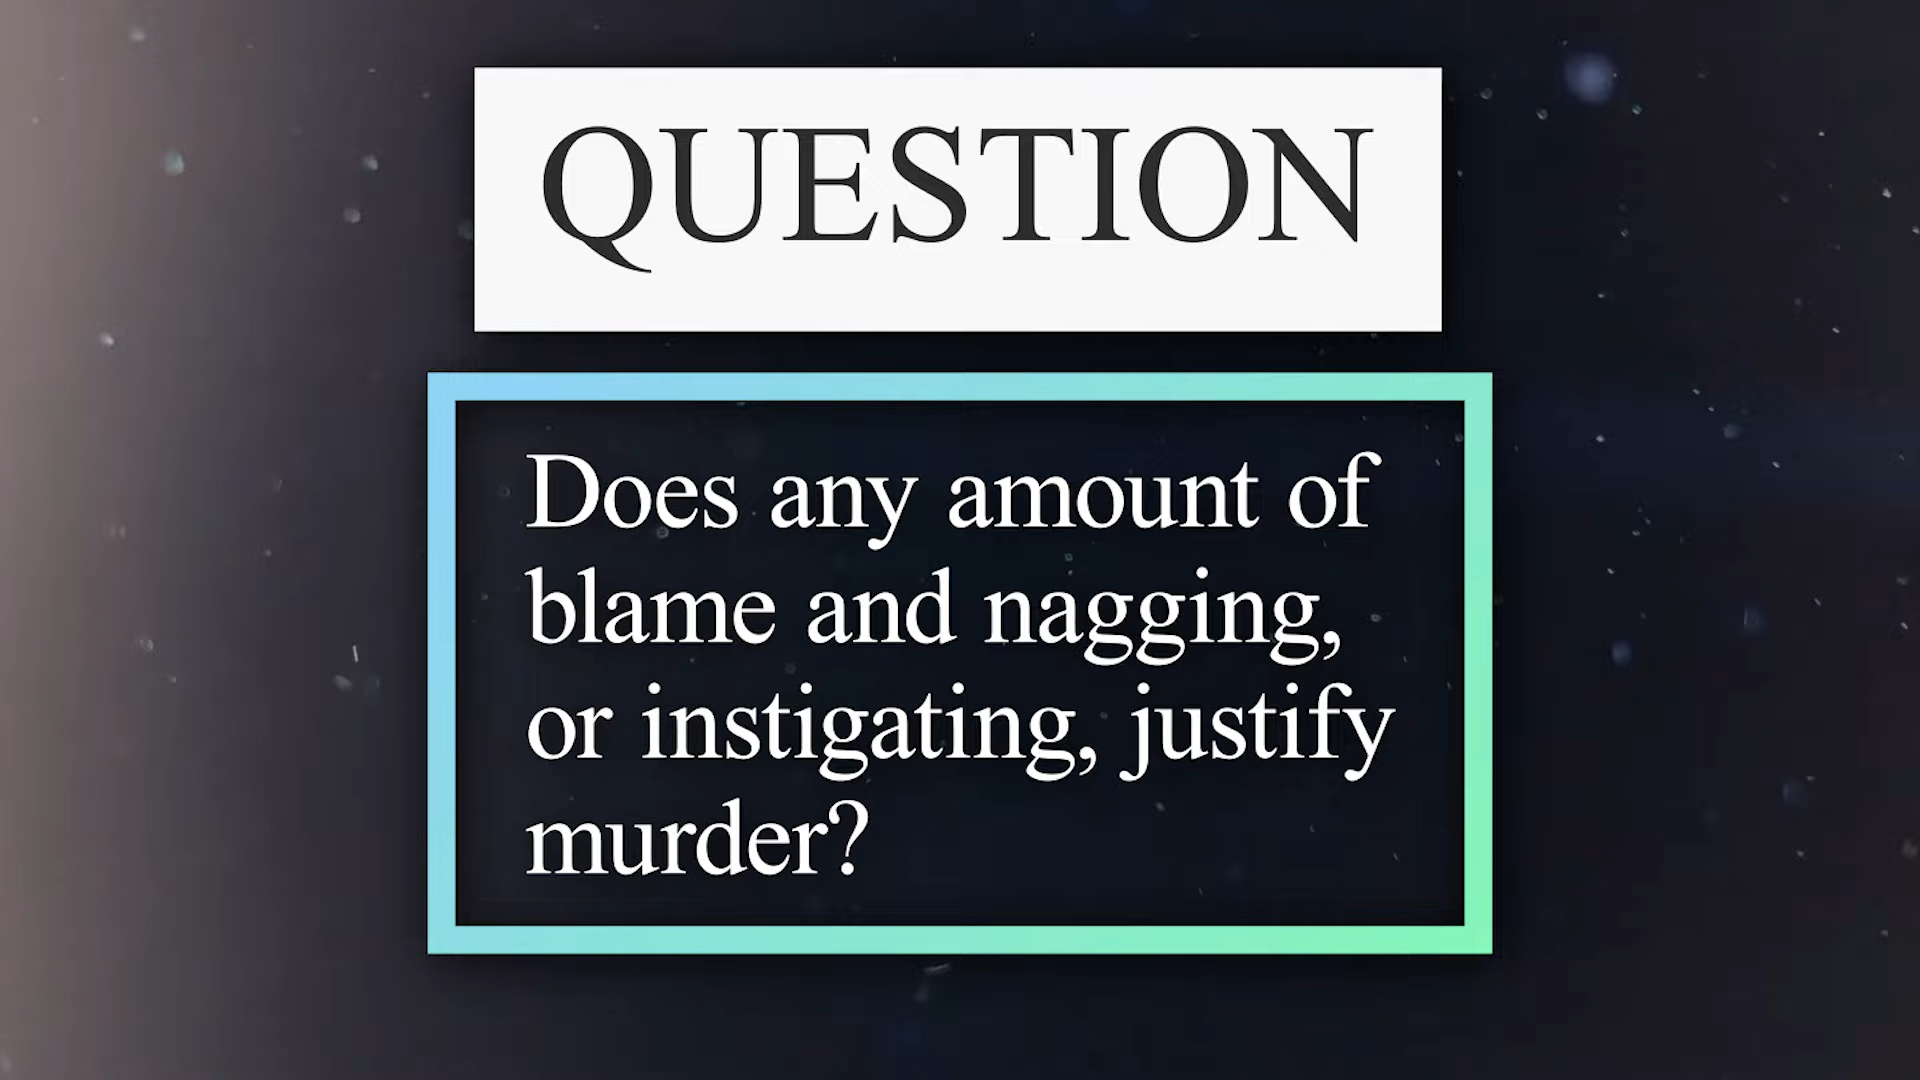 QUESTION
Does any amount of
blame and nagging,
or instigating, justify
murder?